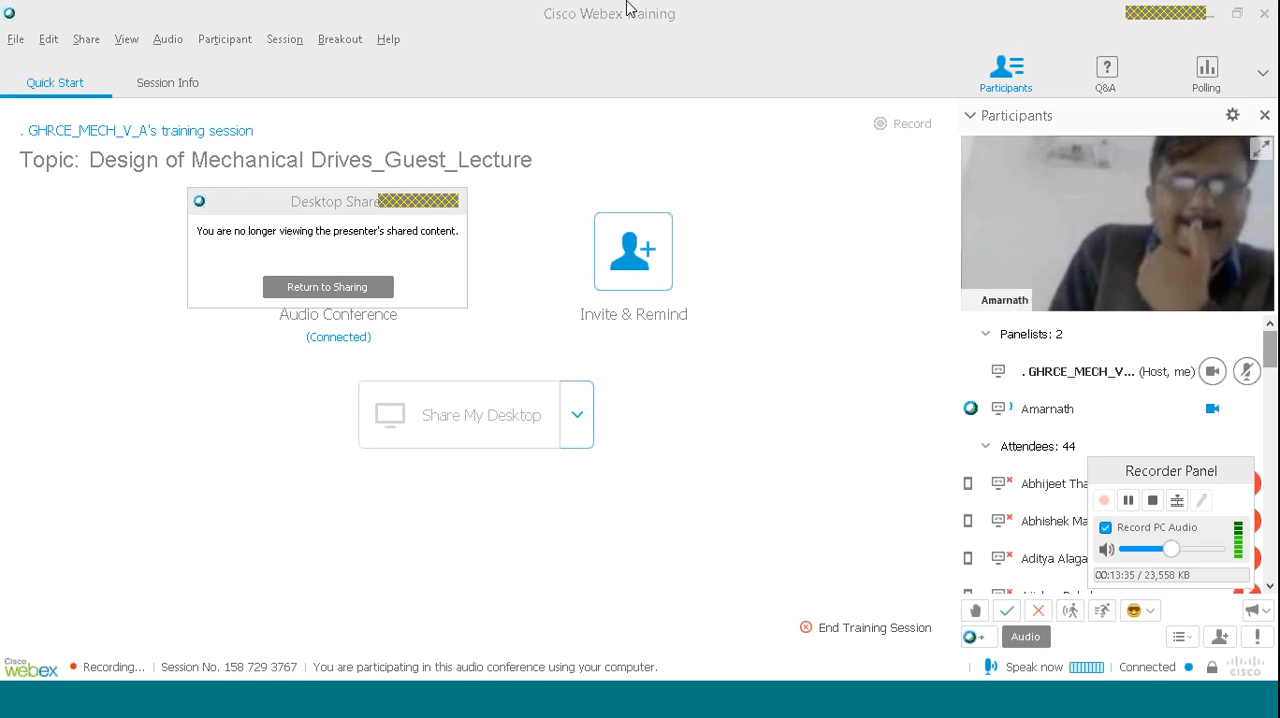 Cisco Webex Training
File Edit Share View Audio Participant Session Breakout Help
Quick Start Session Info
Participants Q&A Polling
. GHRCE_MECH_V_A's training session
Record
Topic: Design of Mechanical Drives_Guest_Lecture
Desktop Share
You are no longer viewing the presenter's shared content.
Return to Sharing
Audio Conference
(Connected)
Invite & Remind
Share My Desktop
End Training Session
Participants
Amarnath
Panelists: 2
. GHRCE_MECH_V... (Host, me)
Amarnath
Attendees: 44
Abhijeet Tha
Abhishek Ma
Aditya Alaga
Recorder Panel
Record PC Audio
00:13:35 / 23,558 KB
Audio
Cisco webex Recording... Session No. 158 729 3767 You are participating in this audio conference using your computer. Speak now Connected cisco